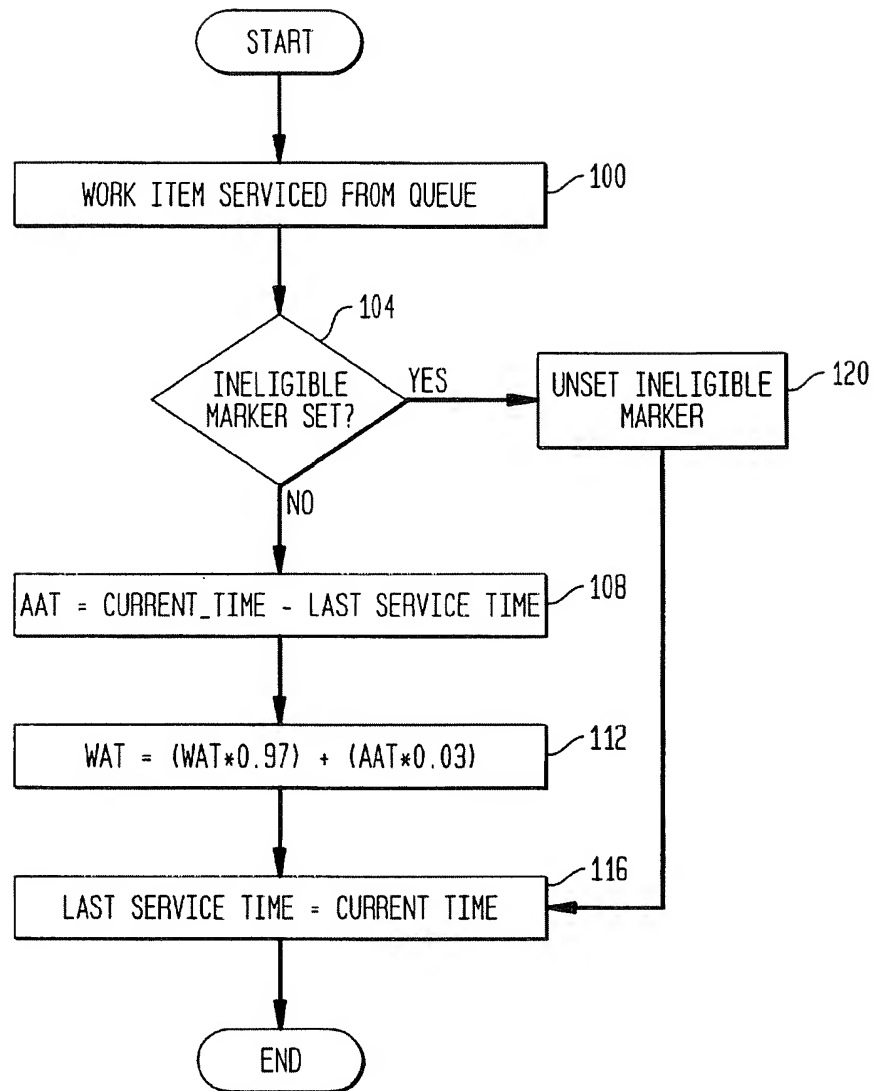 START
WORK ITEM SERVICED FROM QUEUE
100
104
INELIGIBLE
MARKER SET?
YES
UNSET INELIGIBLE
MARKER
120
NO
AAT = CURRENT_TIME - LAST SERVICE TIME
108
WAT = (WAT*0.97) + (AAT*0.03)
112
LAST SERVICE TIME = CURRENT TIME
116
END